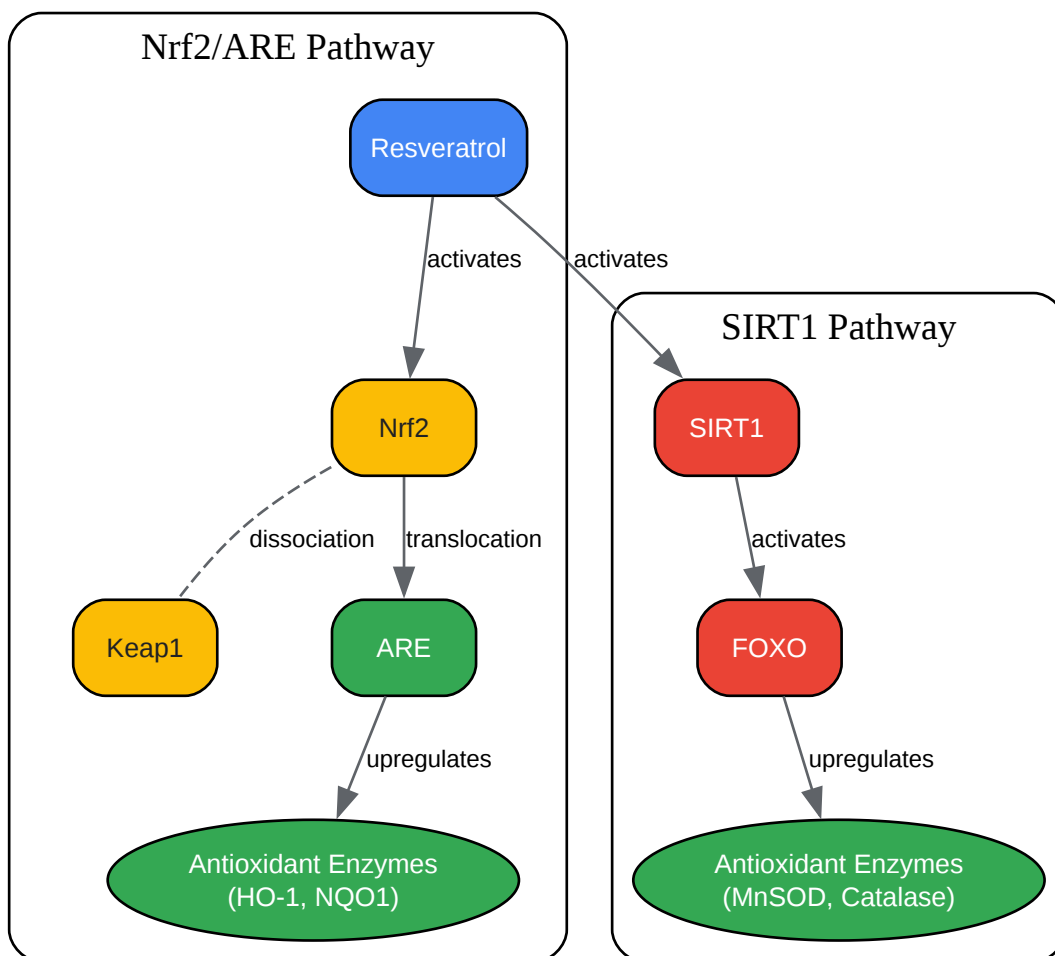 Nrf2/ARE Pathway
Resveratrol
activates
activates
SIRT1 Pathway
Nrf2
SIRT1
dissociation
translocation
activates
Keap1
ARE
FOXO
upregulates
upregulates
Antioxidant Enzymes
(HO-1, NQO1)
Antioxidant Enzymes
(MnSOD, Catalase)